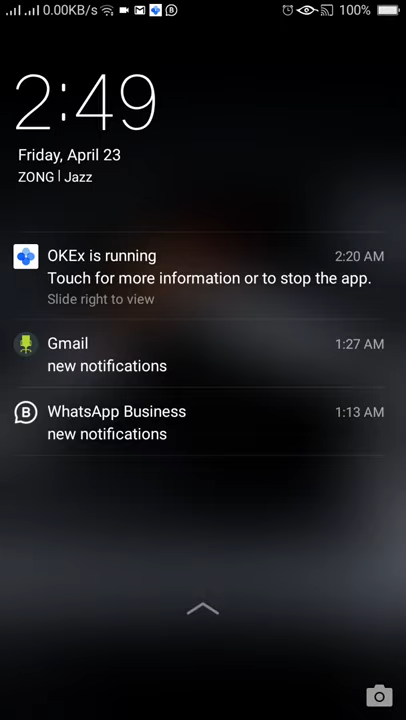 0.00KB/s 100%
2:49
Friday, April 23
ZONG | Jazz
OKEx is running 2:20 AM
Touch for more information or to stop the app.
Slide right to view
Gmail 1:27 AM
new notifications
B WhatsApp Business 1:13 AM
new notifications